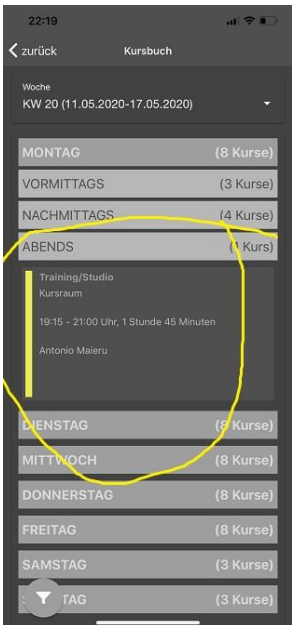 22:19
zurück Kursbuch
Woche
KW 20 (11.05.2020-17.05.2020)
MONTAG (8 Kurse)
VORMITTAGS (3 Kurse)
NACHMITTAGS (4 Kurse)
ABENDS (1 Kurs)
Training/Studio
Kursraum
19:15 - 21:00 Uhr, 1 Stunde 45 Minuten
Antonio Maieru
DIENSTAG (8 Kurse)
MITTWOCH (8 Kurse)
DONNERSTAG (8 Kurse)
FREITAG (8 Kurse)
SAMSTAG (3 Kurse)
TAG (3 Kurse)